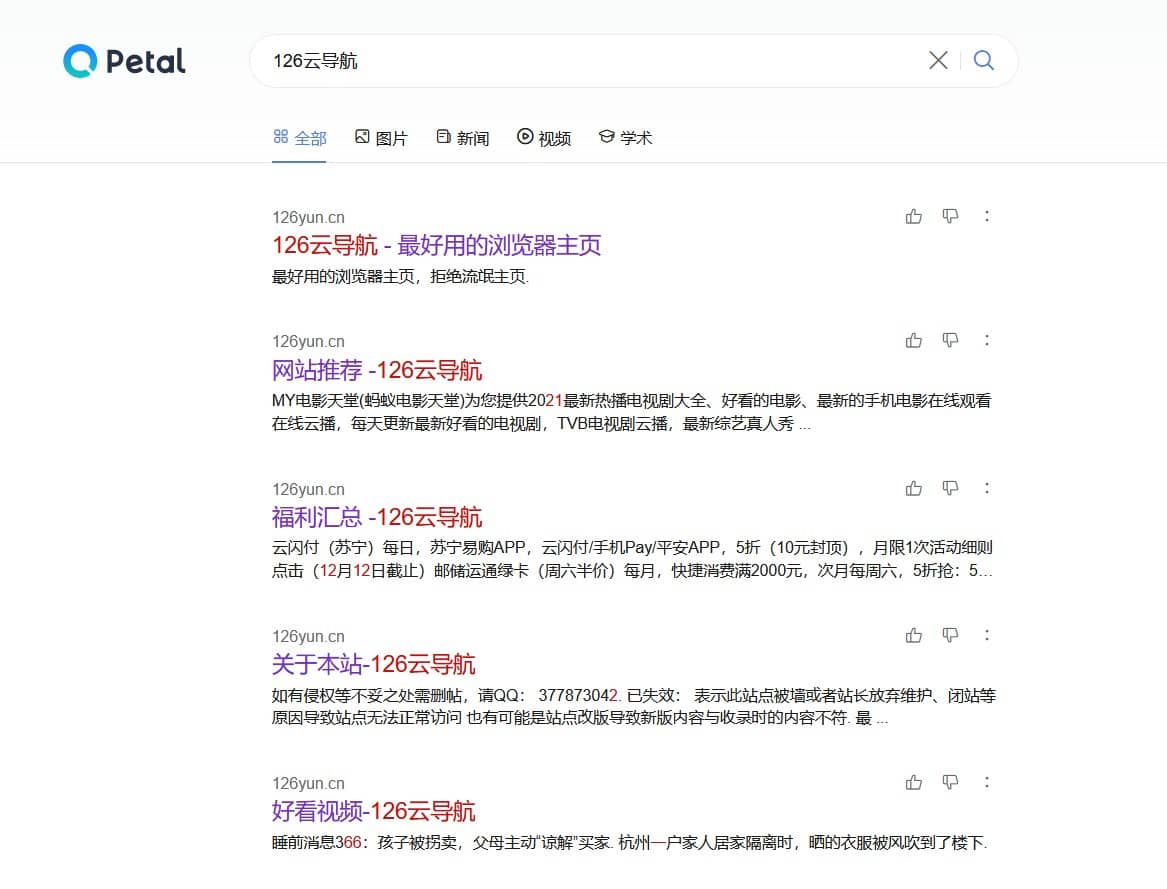 Petal
126云导航
全部 图片 新闻 视频 学术
126yun.cn
126云导航 - 最好用的浏览器主页
最好用的浏览器主页，拒绝流氓主页.
126yun.cn
网站推荐 -126云导航
MY电影天堂(蚂蚁电影天堂)为您提供2021最新热播电视剧大全、好看的电影、最新的手机电影在线观看
在线云播，每天更新最新好看的电视剧，TVB电视剧云播，最新综艺真人秀 ...
126yun.cn
福利汇总 -126云导航
云闪付（苏宁）每日，苏宁易购APP，云闪付/手机Pay/平安APP，5折（10元封顶），月限1次活动细则
点击（12月12日截止）邮储运通绿卡（周六半价）每月，快捷消费满2000元，次月每周六，5折抢：5...
126yun.cn
关于本站-126云导航
如有侵权等不妥之处需删帖，请QQ： 377873042. 已失效： 表示此站点被墙或者站长放弃维护、闭站等
原因导致站点无法正常访问 也有可能是站点改版导致新版内容与收录时的内容不符. 最 ...
126yun.cn
好看视频-126云导航
睡前消息366：孩子被拐卖，父母主动“谅解”买家. 杭州一户家人居家隔离时，晒的衣服被风吹到了楼下.